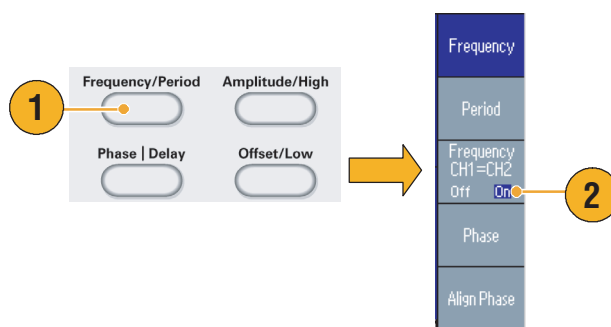 1
Frequency/Period
Amplitude/High
Phase | Delay
Offset/Low
Frequency
Period
Frequency
CH1=CH2
Off On
2
Phase
Align Phase